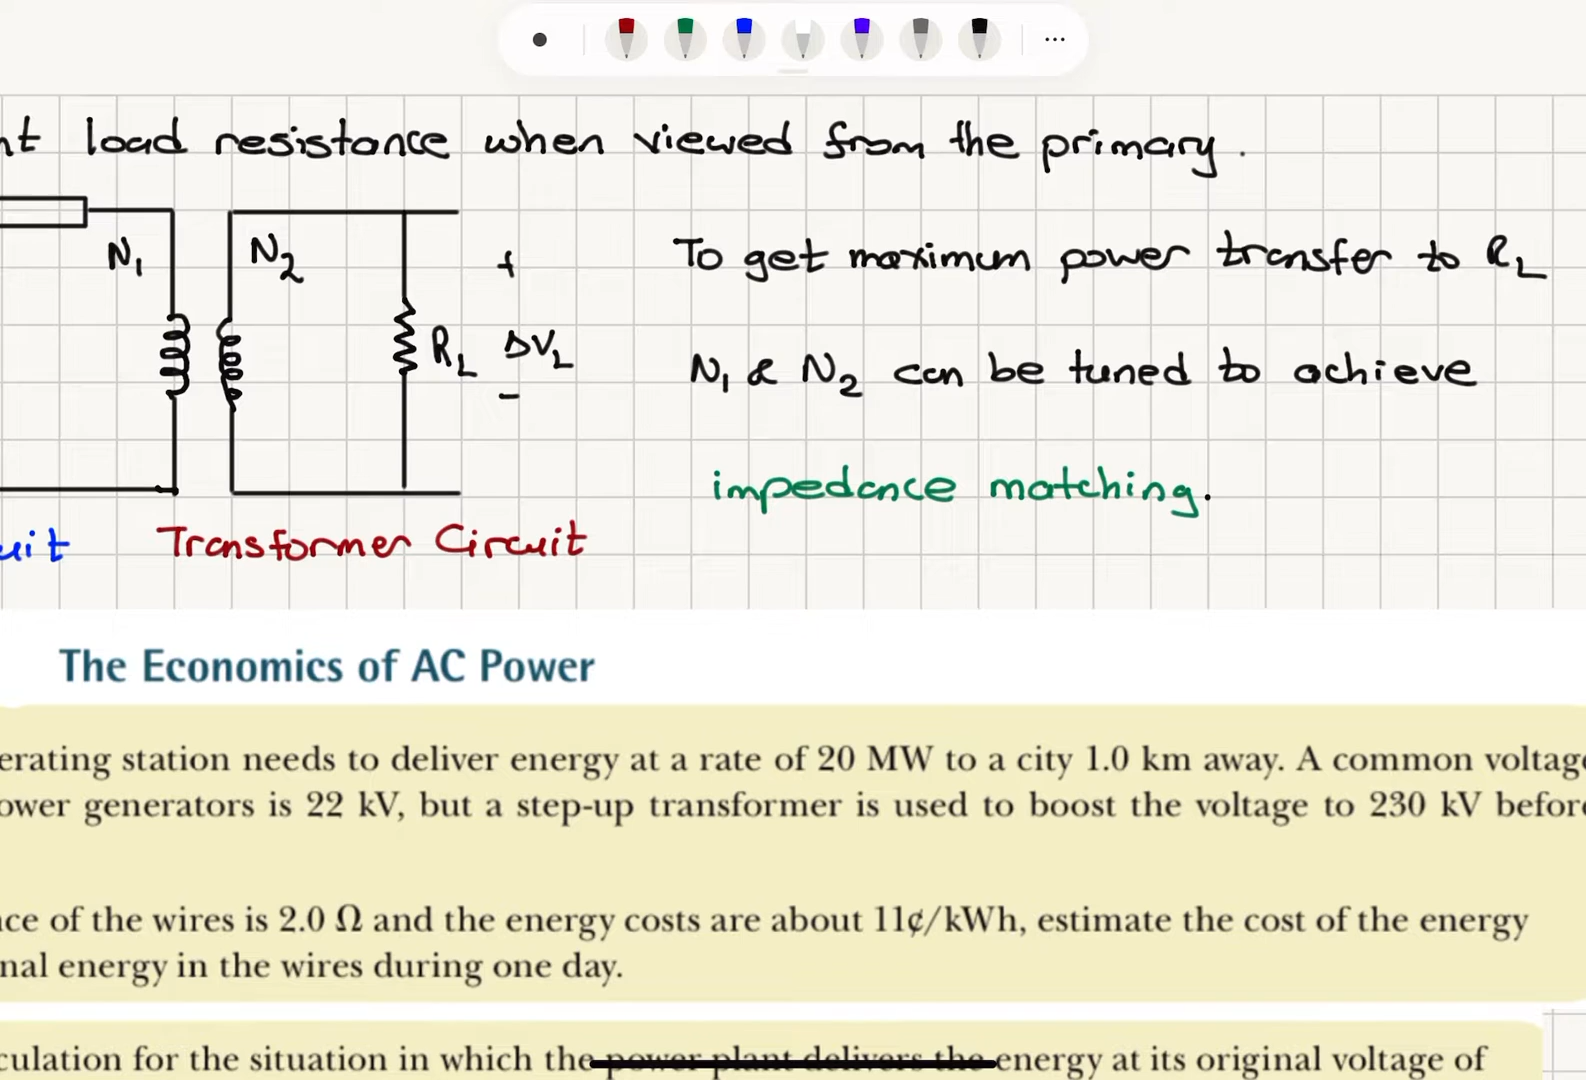 nt load resistance when viewed from the primary.
N₁ N₂
+
R_L ΔV_L
−
To get maximum power transfer to R_L
N₁ & N₂ can be tuned to achieve
impedance matching.
uit Transformer Circuit
The Economics of AC Power
erating station needs to deliver energy at a rate of 20 MW to a city 1.0 km away. A common voltage
ower generators is 22 kV, but a step-up transformer is used to boost the voltage to 230 kV before
ce of the wires is 2.0 Ω and the energy costs are about 11¢/kWh, estimate the cost of the energy
nal energy in the wires during one day.
culation for the situation in which the power plant delivers the energy at its original voltage of